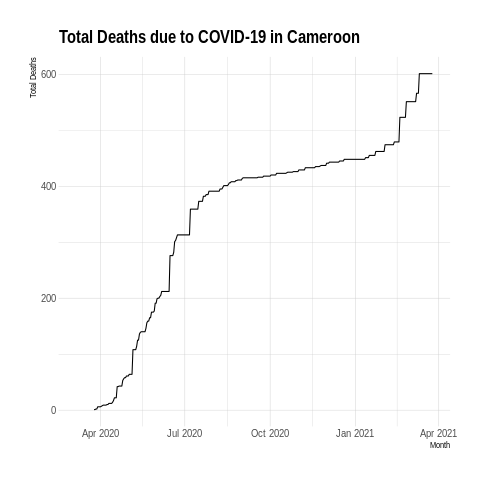 Total Deaths due to COVID-19 in Cameroon
Total Deaths
600
400
200
0
Apr 2020 Jul 2020 Oct 2020 Jan 2021 Apr 2021
Month